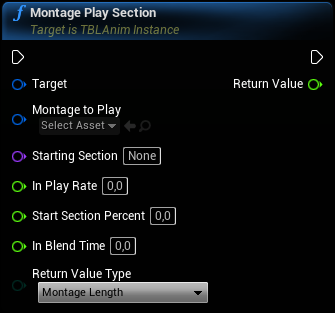 f Montage Play Section
Target is TBLAnim Instance
Target
Return Value
Montage to Play
Select Asset
Starting Section None
In Play Rate 0,0
Start Section Percent 0,0
In Blend Time 0,0
Return Value Type
Montage Length